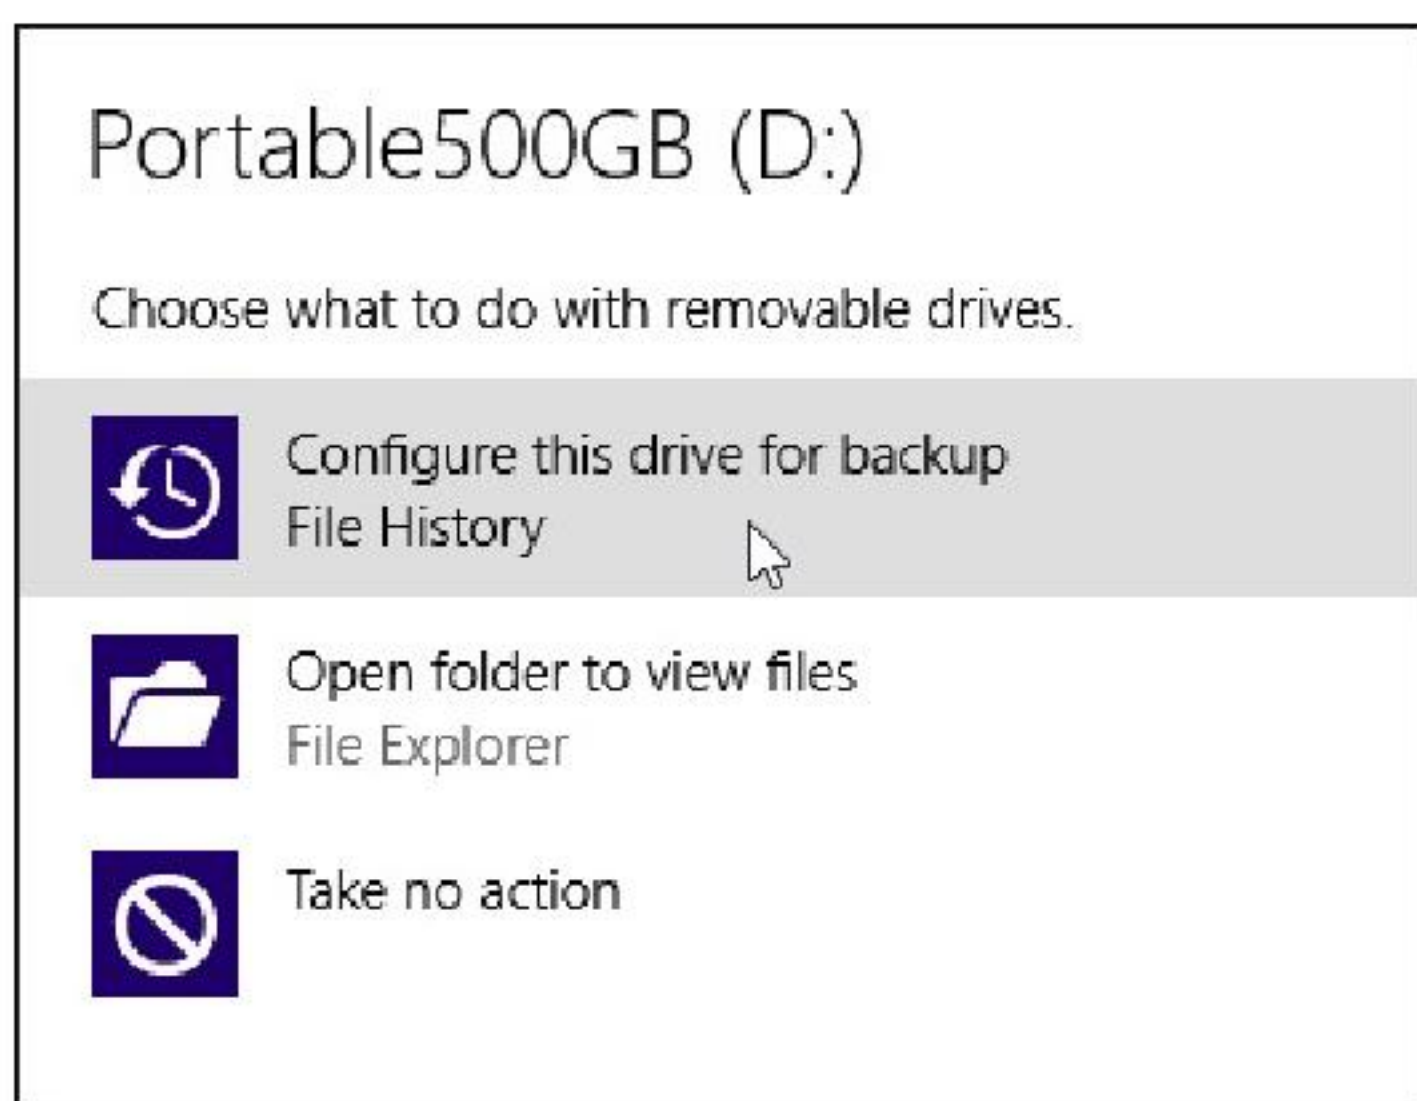 Portable500GB (D:)
Choose what to do with removable drives.
Configure this drive for backup
File History
Open folder to view files
File Explorer
Take no action